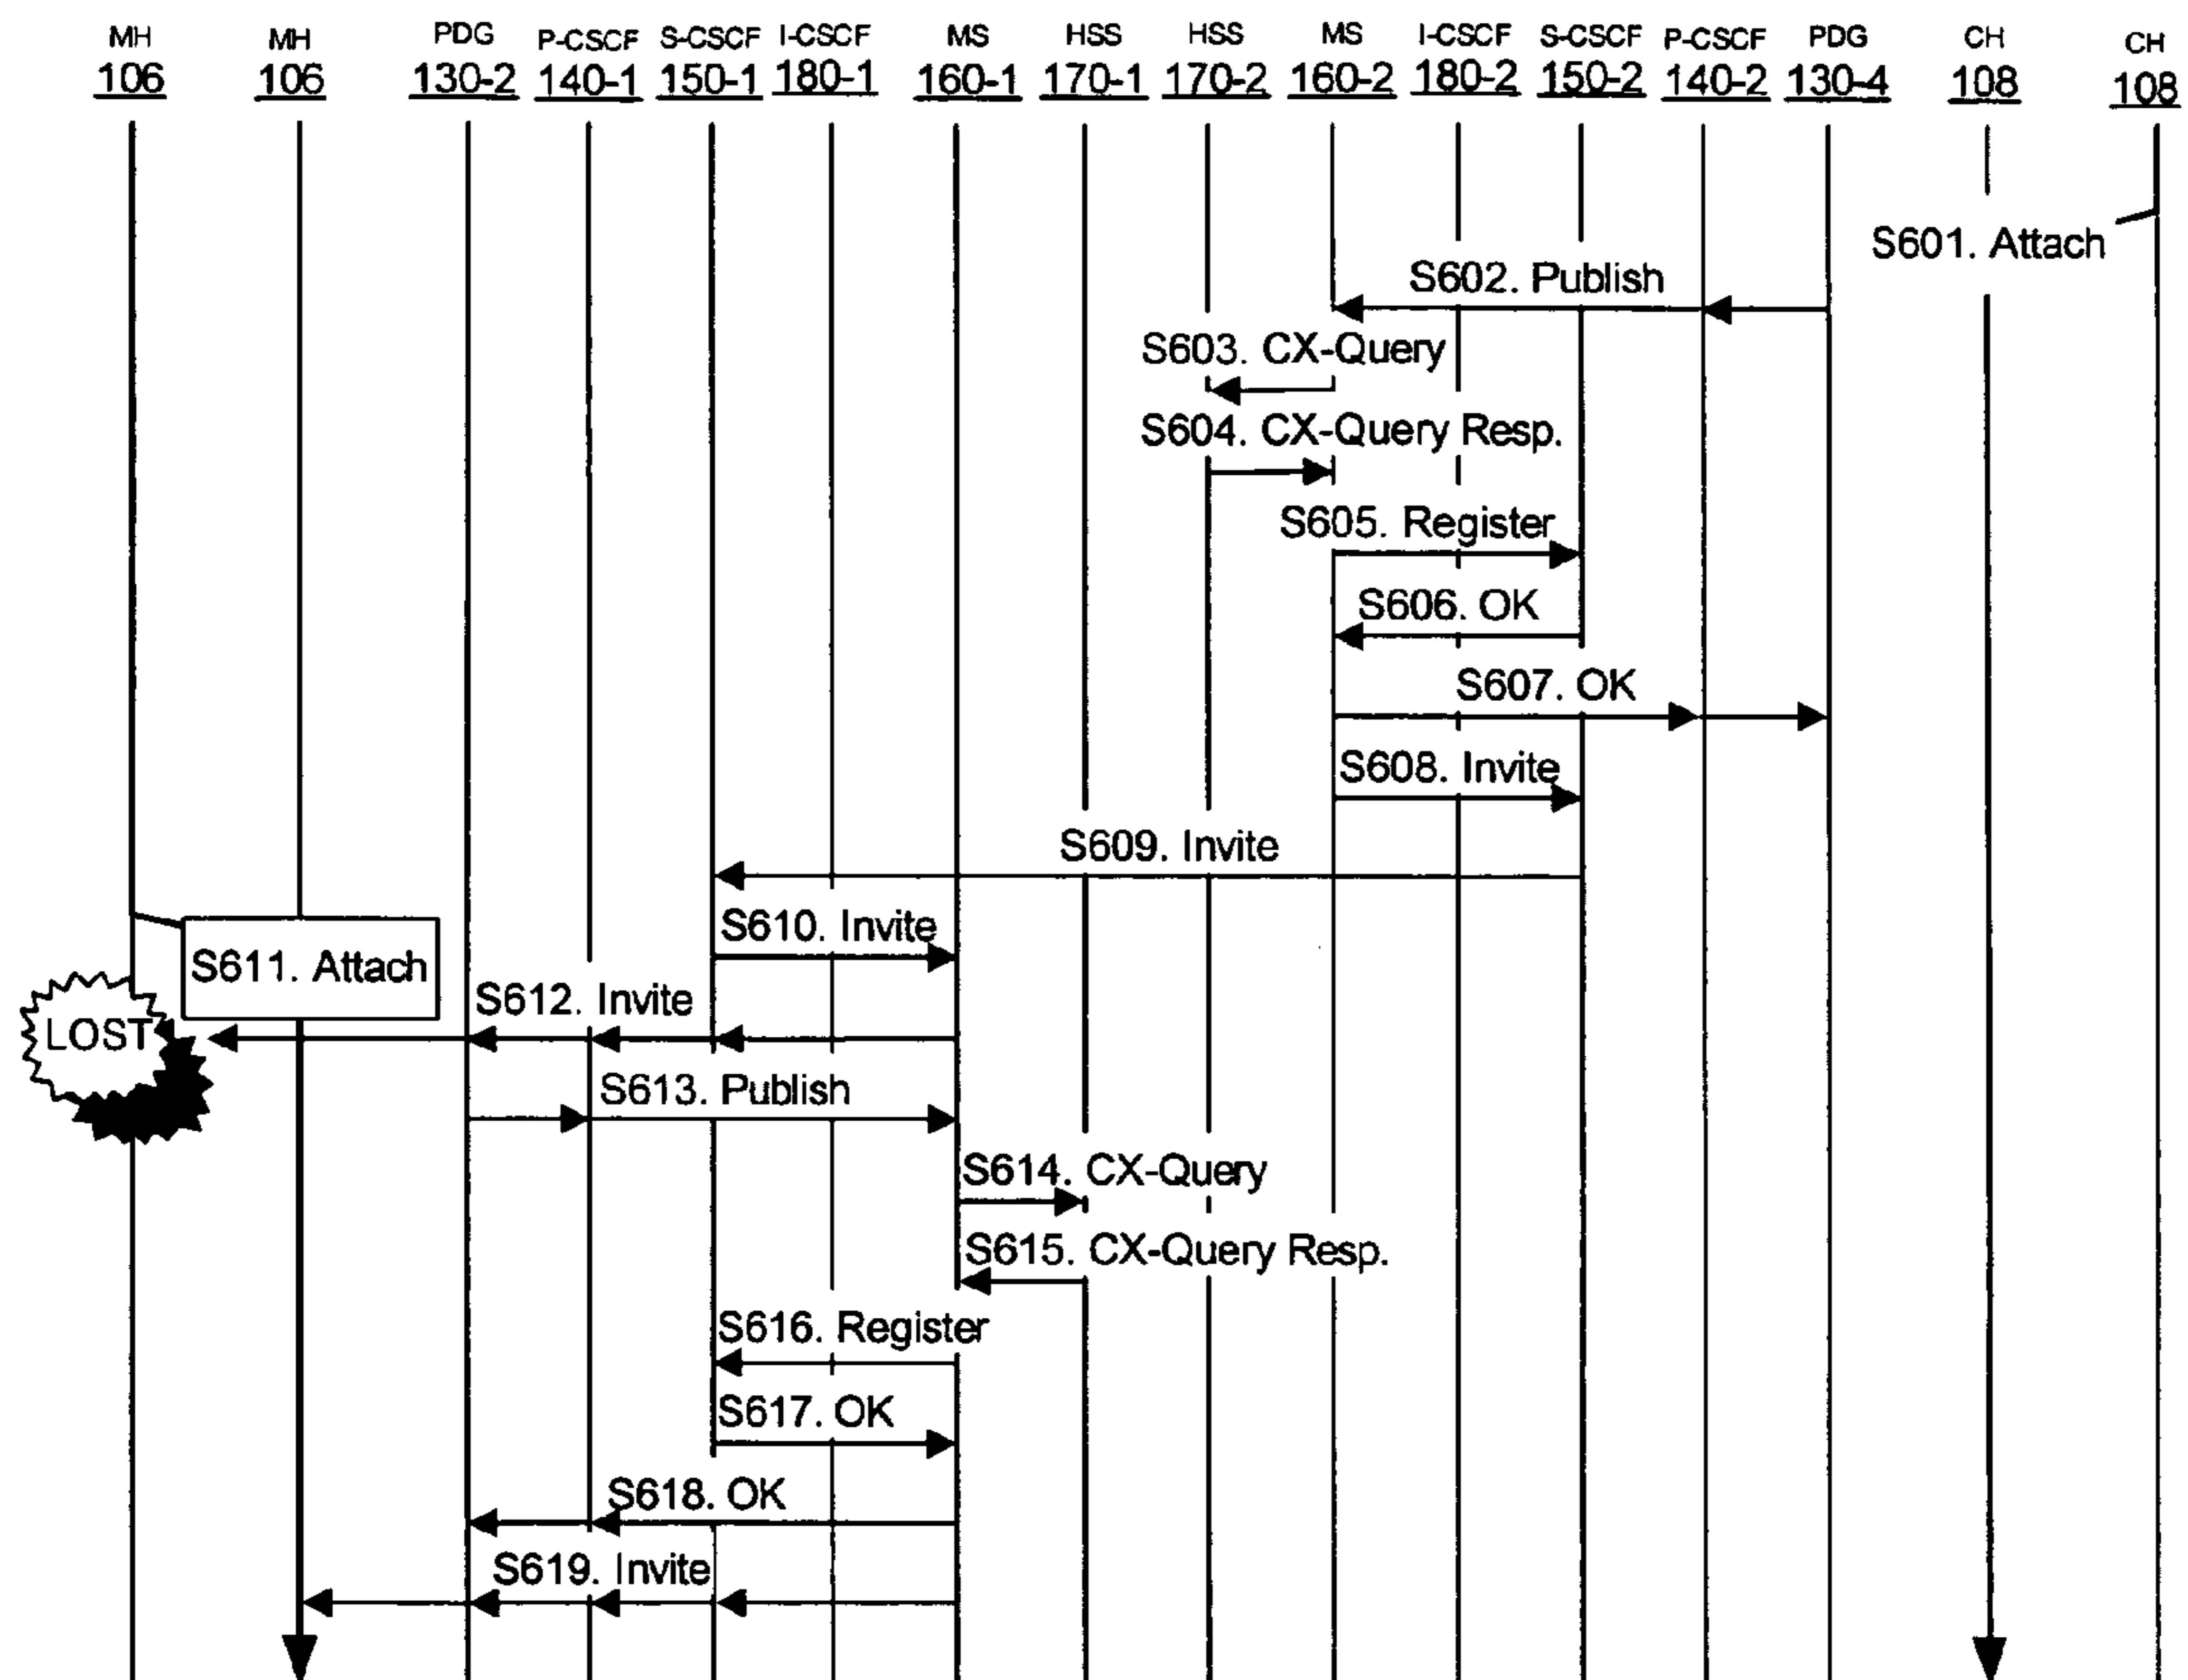 MH MH PDG P-CSCF S-CSCF I-CSCF MS HSS HSS MS I-CSCF S-CSCF P-CSCF PDG CH CH
106 106 130-2 140-1 150-1 180-1 160-1 170-1 170-2 160-2 180-2 150-2 140-2 130-4 108 108
S601. Attach
S602. Publish
S603. CX-Query
S604. CX-Query Resp.
S605. Register
S606. OK
S607. OK
S608. Invite
S609. Invite
S610. Invite
S611. Attach
S612. Invite
LOST
S613. Publish
S614. CX-Query
S615. CX-Query Resp.
S616. Register
S617. OK
S618. OK
S619. Invite